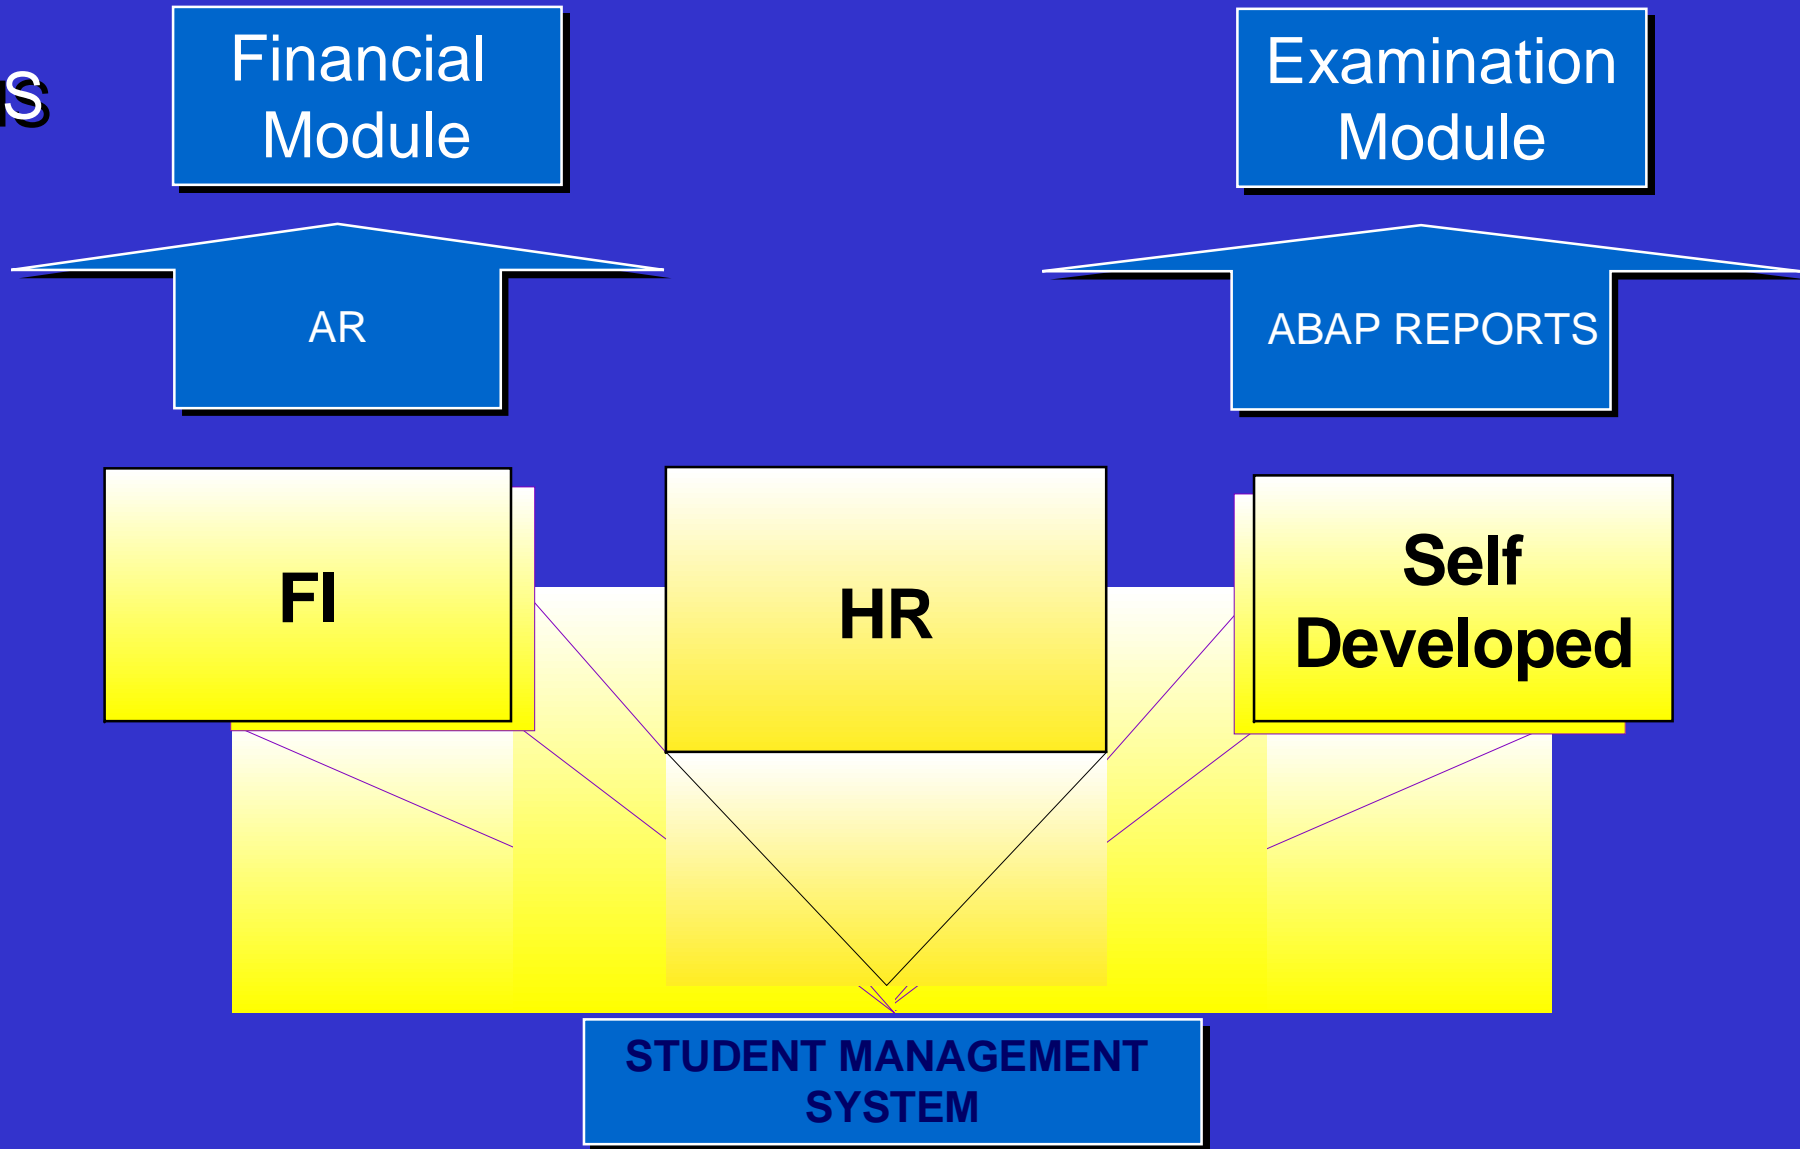 s
Financial
Module
Examination
Module
AR
ABAP REPORTS
FI
HR
Self
Developed
STUDENT MANAGEMENT
SYSTEM